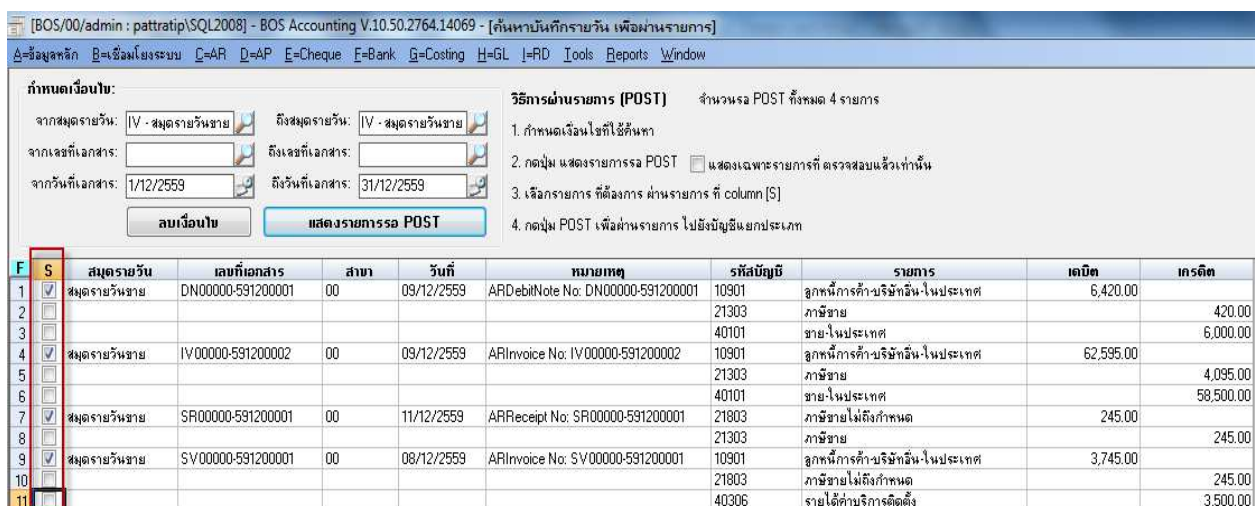 [BOS/00/admin : pattratip\SQL2008] - BOS Accounting V.10.50.2764.14069 - [ค้นหาบันทึกรายวัน เพื่อผ่านรายการ]
A=ข้อมูลหลัก B=เชื่อมโยงระบบ C=AR D=AP E=Cheque F=Bank G=Costing H=GL I=RD Tools Reports Window
กำหนดเงื่อนไข:
วิธีการผ่านรายการ (POST) จำนวนรอ POST ทั้งหมด 4 รายการ
จากสมุดรายวัน: IV - สมุดรายวันขาย ถึงสมุดรายวัน: IV - สมุดรายวันขาย
1. กำหนดเงื่อนไขที่ใช้ค้นหา
จากเลขที่เอกสาร: ถึงเลขที่เอกสาร:
2. กดปุ่ม แสดงรายการรอ POST แสดงเฉพาะรายการที่ ตรวจสอบแล้วเท่านั้น
จากวันที่เอกสาร: 1/12/2559 ถึงวันที่เอกสาร: 31/12/2559
3. เลือกรายการ ที่ต้องการ ผ่านรายการ ที่ column [S]
ลบเงื่อนไข แสดงรายการรอ POST
4. กดปุ่ม POST เพื่อผ่านรายการ ไปยังบัญชีแยกประเภท
F S สมุดรายวัน เลขที่เอกสาร สาขา วันที่ หมายเหตุ รหัสบัญชี รายการ เดบิต เครดิต
1 สมุดรายวันขาย DN00000-591200001 00 09/12/2559 ARDebitNote No: DN00000-591200001 10901 ลูกหนี้การค้า-บริษัทอื่น-ในประเทศ 6,420.00
2 21303 ภาษีขาย 420.00
3 40101 ขาย-ในประเทศ 6,000.00
4 สมุดรายวันขาย IV00000-591200002 00 09/12/2559 ARInvoice No: IV00000-591200002 10901 ลูกหนี้การค้า-บริษัทอื่น-ในประเทศ 62,595.00
5 21303 ภาษีขาย 4,095.00
6 40101 ขาย-ในประเทศ 58,500.00
7 สมุดรายวันขาย SR00000-591200001 00 11/12/2559 ARReceipt No: SR00000-591200001 21803 ภาษีขายไม่ถึงกำหนด 245.00
8 21303 ภาษีขาย 245.00
9 สมุดรายวันขาย SV00000-591200001 00 08/12/2559 ARInvoice No: SV00000-591200001 10901 ลูกหนี้การค้า-บริษัทอื่น-ในประเทศ 3,745.00
10 21803 ภาษีขายไม่ถึงกำหนด 245.00
11 40306 รายได้ค่าบริการติดตั้ง 3,500.00